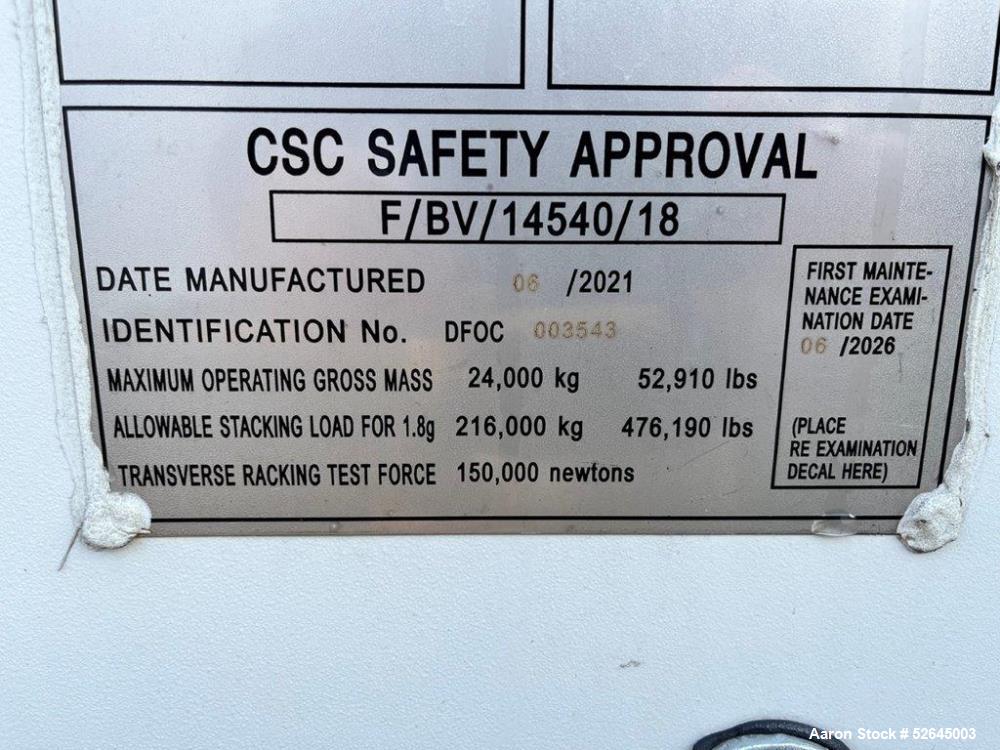 CSC SAFETY APPROVAL
F/BV/14540/18
DATE MANUFACTURED 06 /2021
IDENTIFICATION No. DFOC 003543
MAXIMUM OPERATING GROSS MASS 24,000 kg 52,910 lbs
ALLOWABLE STACKING LOAD FOR 1.8g 216,000 kg 476,190 lbs
TRANSVERSE RACKING TEST FORCE 150,000 newtons
FIRST MAINTE-
NANCE EXAMI-
NATION DATE
06 /2026
(PLACE
RE EXAMINATION
DECAL HERE)
Aaron Stock # 52645003